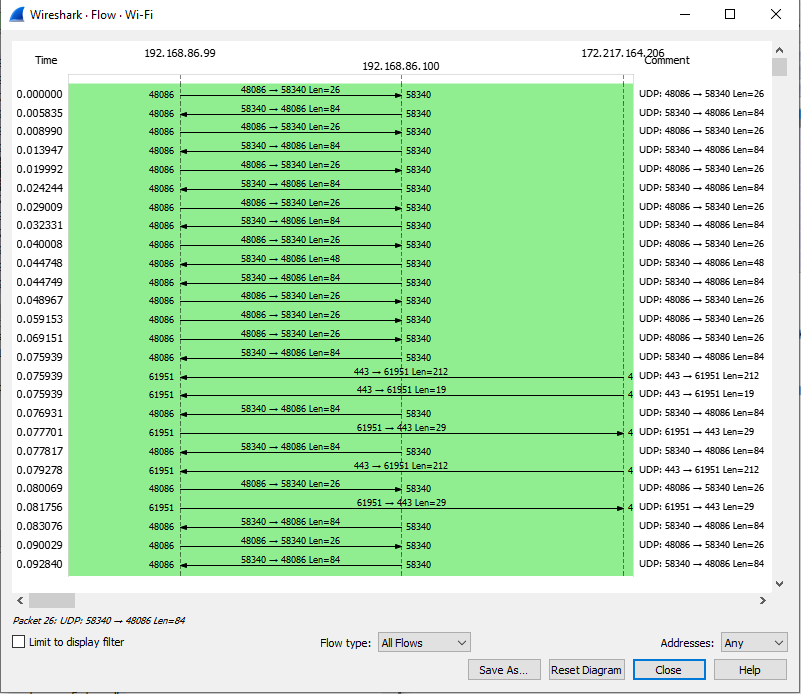 Wireshark · Flow · Wi-Fi
Time 192.168.86.99 192.168.86.100 172.217.164.206 Comment
0.000000 48086 48086 → 58340 Len=26 58340 UDP: 48086 → 58340 Len=26
0.005835 48086 58340 → 48086 Len=84 58340 UDP: 58340 → 48086 Len=84
0.008990 48086 48086 → 58340 Len=26 58340 UDP: 48086 → 58340 Len=26
0.013947 48086 58340 → 48086 Len=84 58340 UDP: 58340 → 48086 Len=84
0.019992 48086 48086 → 58340 Len=26 58340 UDP: 48086 → 58340 Len=26
0.024244 48086 58340 → 48086 Len=84 58340 UDP: 58340 → 48086 Len=84
0.029009 48086 48086 → 58340 Len=26 58340 UDP: 48086 → 58340 Len=26
0.032331 48086 58340 → 48086 Len=84 58340 UDP: 58340 → 48086 Len=84
0.040008 48086 48086 → 58340 Len=26 58340 UDP: 48086 → 58340 Len=26
0.044748 48086 58340 → 48086 Len=48 58340 UDP: 58340 → 48086 Len=48
0.044749 48086 58340 → 48086 Len=84 58340 UDP: 58340 → 48086 Len=84
0.048967 48086 48086 → 58340 Len=26 58340 UDP: 48086 → 58340 Len=26
0.059153 48086 48086 → 58340 Len=26 58340 UDP: 48086 → 58340 Len=26
0.069151 48086 48086 → 58340 Len=26 58340 UDP: 48086 → 58340 Len=26
0.075939 48086 58340 → 48086 Len=84 58340 UDP: 58340 → 48086 Len=84
0.075939 61951 443 → 61951 Len=212 4 UDP: 443 → 61951 Len=212
0.075939 61951 443 → 61951 Len=19 4 UDP: 443 → 61951 Len=19
0.076931 48086 58340 → 48086 Len=84 58340 UDP: 58340 → 48086 Len=84
0.077701 61951 61951 → 443 Len=29 4 UDP: 61951 → 443 Len=29
0.077817 48086 58340 → 48086 Len=84 58340 UDP: 58340 → 48086 Len=84
0.079278 61951 443 → 61951 Len=212 4 UDP: 443 → 61951 Len=212
0.080069 48086 48086 → 58340 Len=26 58340 UDP: 48086 → 58340 Len=26
0.081756 61951 61951 → 443 Len=29 4 UDP: 61951 → 443 Len=29
0.083076 48086 58340 → 48086 Len=84 58340 UDP: 58340 → 48086 Len=84
0.090029 48086 48086 → 58340 Len=26 58340 UDP: 48086 → 58340 Len=26
0.092840 48086 58340 → 48086 Len=84 58340 UDP: 58340 → 48086 Len=84
Packet 26: UDP: 58340 → 48086 Len=84
Limit to display filter Flow type: All Flows Addresses: Any
Save As... Reset Diagram Close Help